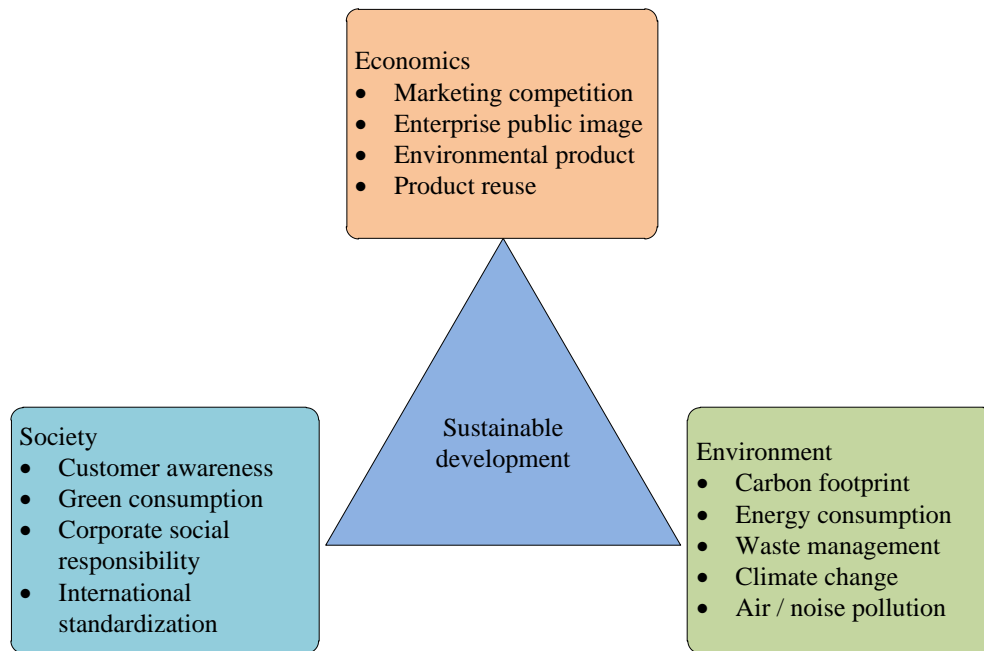 Economics
• Marketing competition
• Enterprise public image
• Environmental product
• Product reuse
Sustainable
development
Society
• Customer awareness
• Green consumption
• Corporate social
responsibility
• International
standardization
Environment
• Carbon footprint
• Energy consumption
• Waste management
• Climate change
• Air / noise pollution